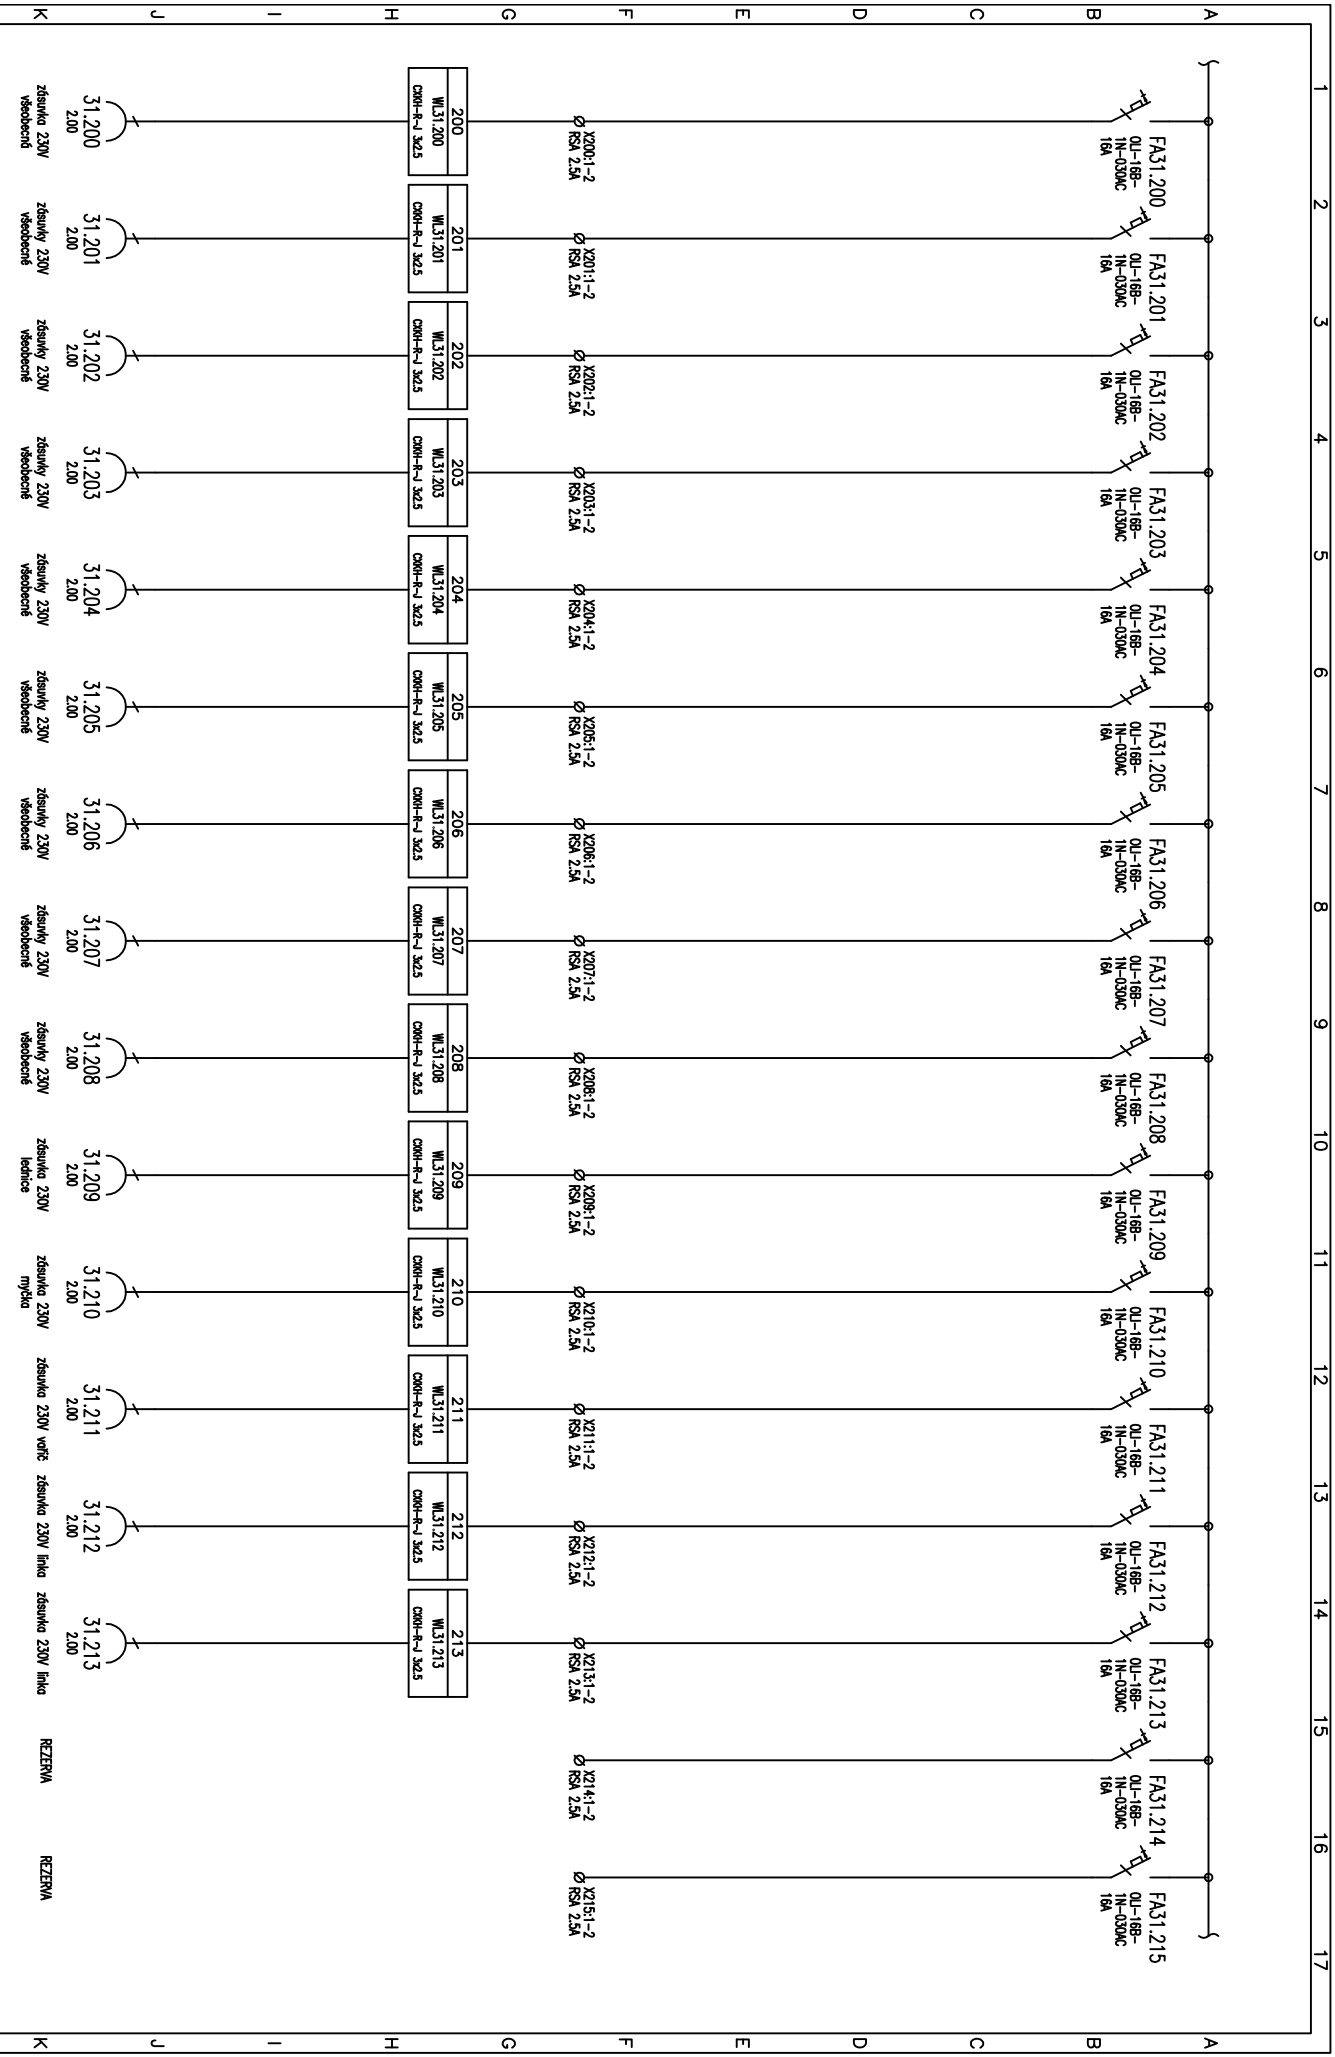 1 2 3 4 5 6 7 8 9 10 11 12 13 14 15 16 17
A A
FA31.200 FA31.201 FA31.202 FA31.203 FA31.204 FA31.205 FA31.206 FA31.207 FA31.208 FA31.209 FA31.210 FA31.211 FA31.212 FA31.213 FA31.214 FA31.215
OLI-16B- OLI-16B- OLI-16B- OLI-16B- OLI-16B- OLI-16B- OLI-16B- OLI-16B- OLI-16B- OLI-16B- OLI-16B- OLI-16B- OLI-16B- OLI-16B- OLI-16B- OLI-16B-
1N-030AC 1N-030AC 1N-030AC 1N-030AC 1N-030AC 1N-030AC 1N-030AC 1N-030AC 1N-030AC 1N-030AC 1N-030AC 1N-030AC 1N-030AC 1N-030AC 1N-030AC 1N-030AC
16A 16A 16A 16A 16A 16A 16A 16A 16A 16A 16A 16A 16A 16A 16A 16A
B B
C C
D D
E E
F F
X200:1-2 X201:1-2 X202:1-2 X203:1-2 X204:1-2 X205:1-2 X206:1-2 X207:1-2 X208:1-2 X209:1-2 X210:1-2 X211:1-2 X212:1-2 X213:1-2 X214:1-2 X215:1-2
RSA 2.5A RSA 2.5A RSA 2.5A RSA 2.5A RSA 2.5A RSA 2.5A RSA 2.5A RSA 2.5A RSA 2.5A RSA 2.5A RSA 2.5A RSA 2.5A RSA 2.5A RSA 2.5A RSA 2.5A RSA 2.5A
G G
200 201 202 203 204 205 206 207 208 209 210 211 212 213
WL31.200 WL31.201 WL31.202 WL31.203 WL31.204 WL31.205 WL31.206 WL31.207 WL31.208 WL31.209 WL31.210 WL31.211 WL31.212 WL31.213
CXKH-R-J 3x2.5 CXKH-R-J 3x2.5 CXKH-R-J 3x2.5 CXKH-R-J 3x2.5 CXKH-R-J 3x2.5 CXKH-R-J 3x2.5 CXKH-R-J 3x2.5 CXKH-R-J 3x2.5 CXKH-R-J 3x2.5 CXKH-R-J 3x2.5 CXKH-R-J 3x2.5 CXKH-R-J 3x2.5 CXKH-R-J 3x2.5 CXKH-R-J 3x2.5
H H
I I
J J
31.200 31.201 31.202 31.203 31.204 31.205 31.206 31.207 31.208 31.209 31.210 31.211 31.212 31.213
2.00 2.00 2.00 2.00 2.00 2.00 2.00 2.00 2.00 2.00 2.00 2.00 2.00 2.00
K K
zásuvka 230V zásuvky 230V zásuvky 230V zásuvky 230V zásuvky 230V zásuvky 230V zásuvky 230V zásuvky 230V zásuvky 230V zásuvka 230V zásuvka 230V zásuvka 230V vařič zásuvka 230V linka zásuvka 230V linka REZERVA REZERVA
všeobecná všeobecné všeobecné všeobecné všeobecné všeobecné všeobecné všeobecné všeobecné lednice myčka